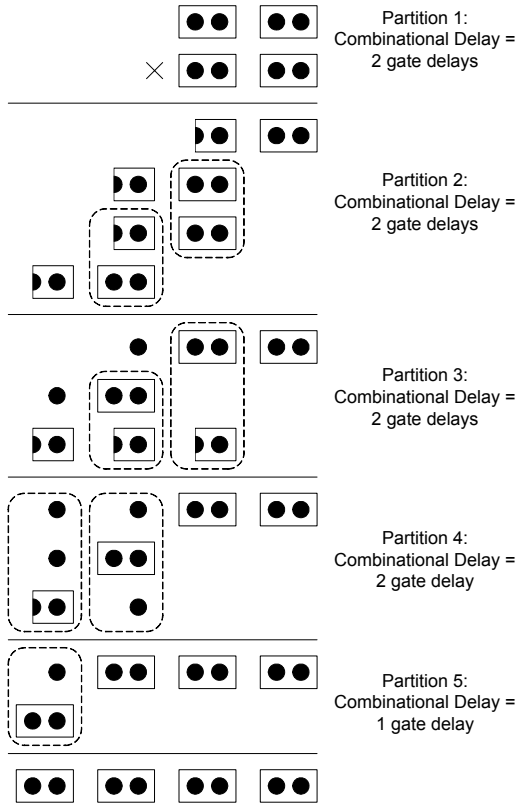 Partition 1:
Combinational Delay =
2 gate delays
×
Partition 2:
Combinational Delay =
2 gate delays
Partition 3:
Combinational Delay =
2 gate delays
Partition 4:
Combinational Delay =
2 gate delay
Partition 5:
Combinational Delay =
1 gate delay